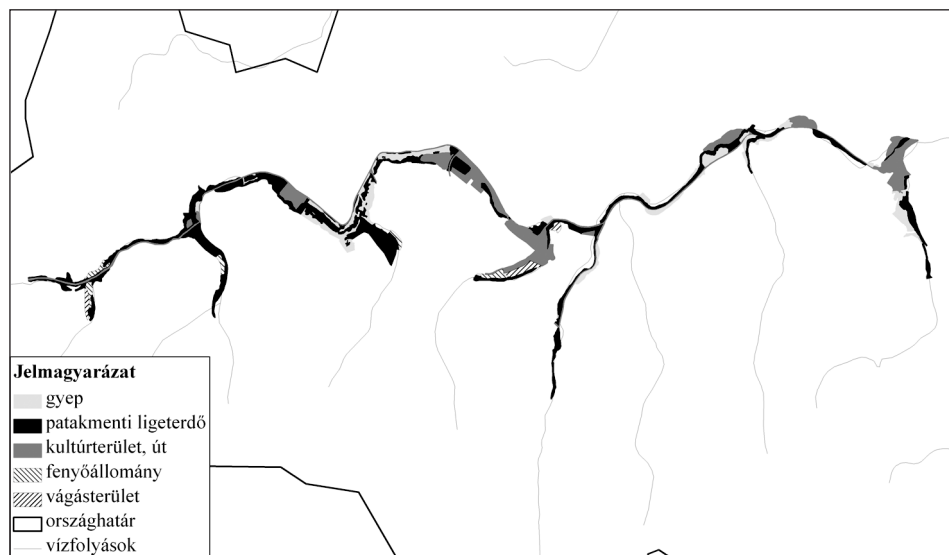 Jelmagyarázat
gyep
patakmenti ligeterdő
kultúrterület, út
fenyőállomány
vágásterület
országhatár
vízfolyások